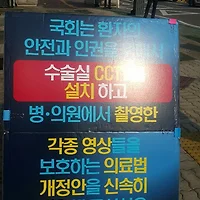 국회는 환자의
안전과 인권을
수술실 CCTV
설치 하고
병·의원에서 촬영한
각종 영상들을
보호하는 의료법
개정안을 신속히